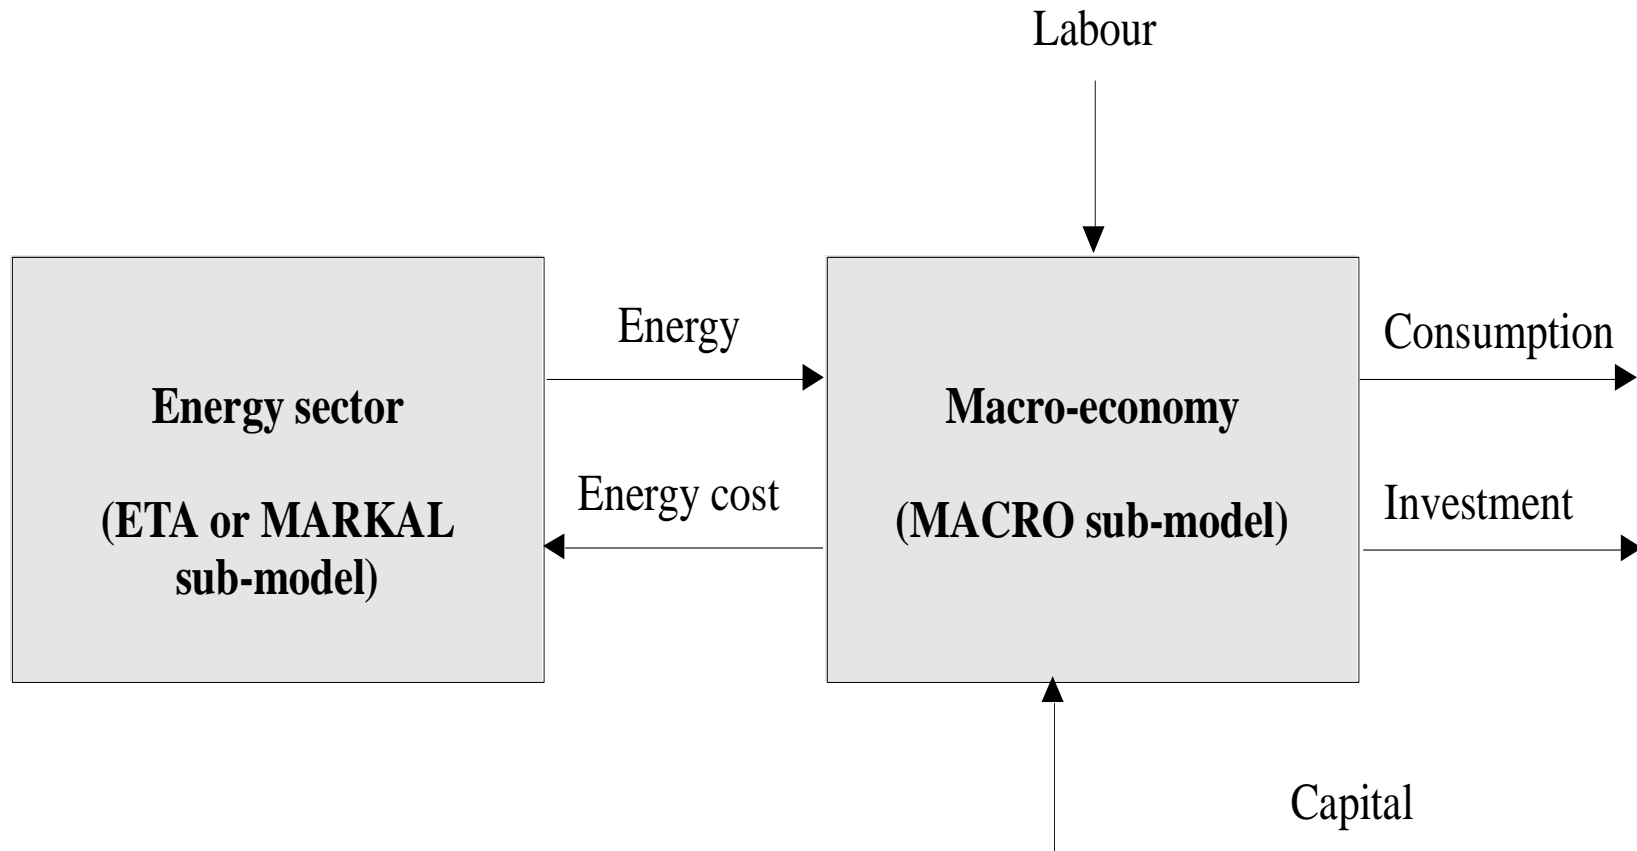 Labour
Energy
Consumption
Energy sector
Macro-economy
Energy cost
Investment
(ETA or MARKAL
sub-model)
(MACRO sub-model)
Capital